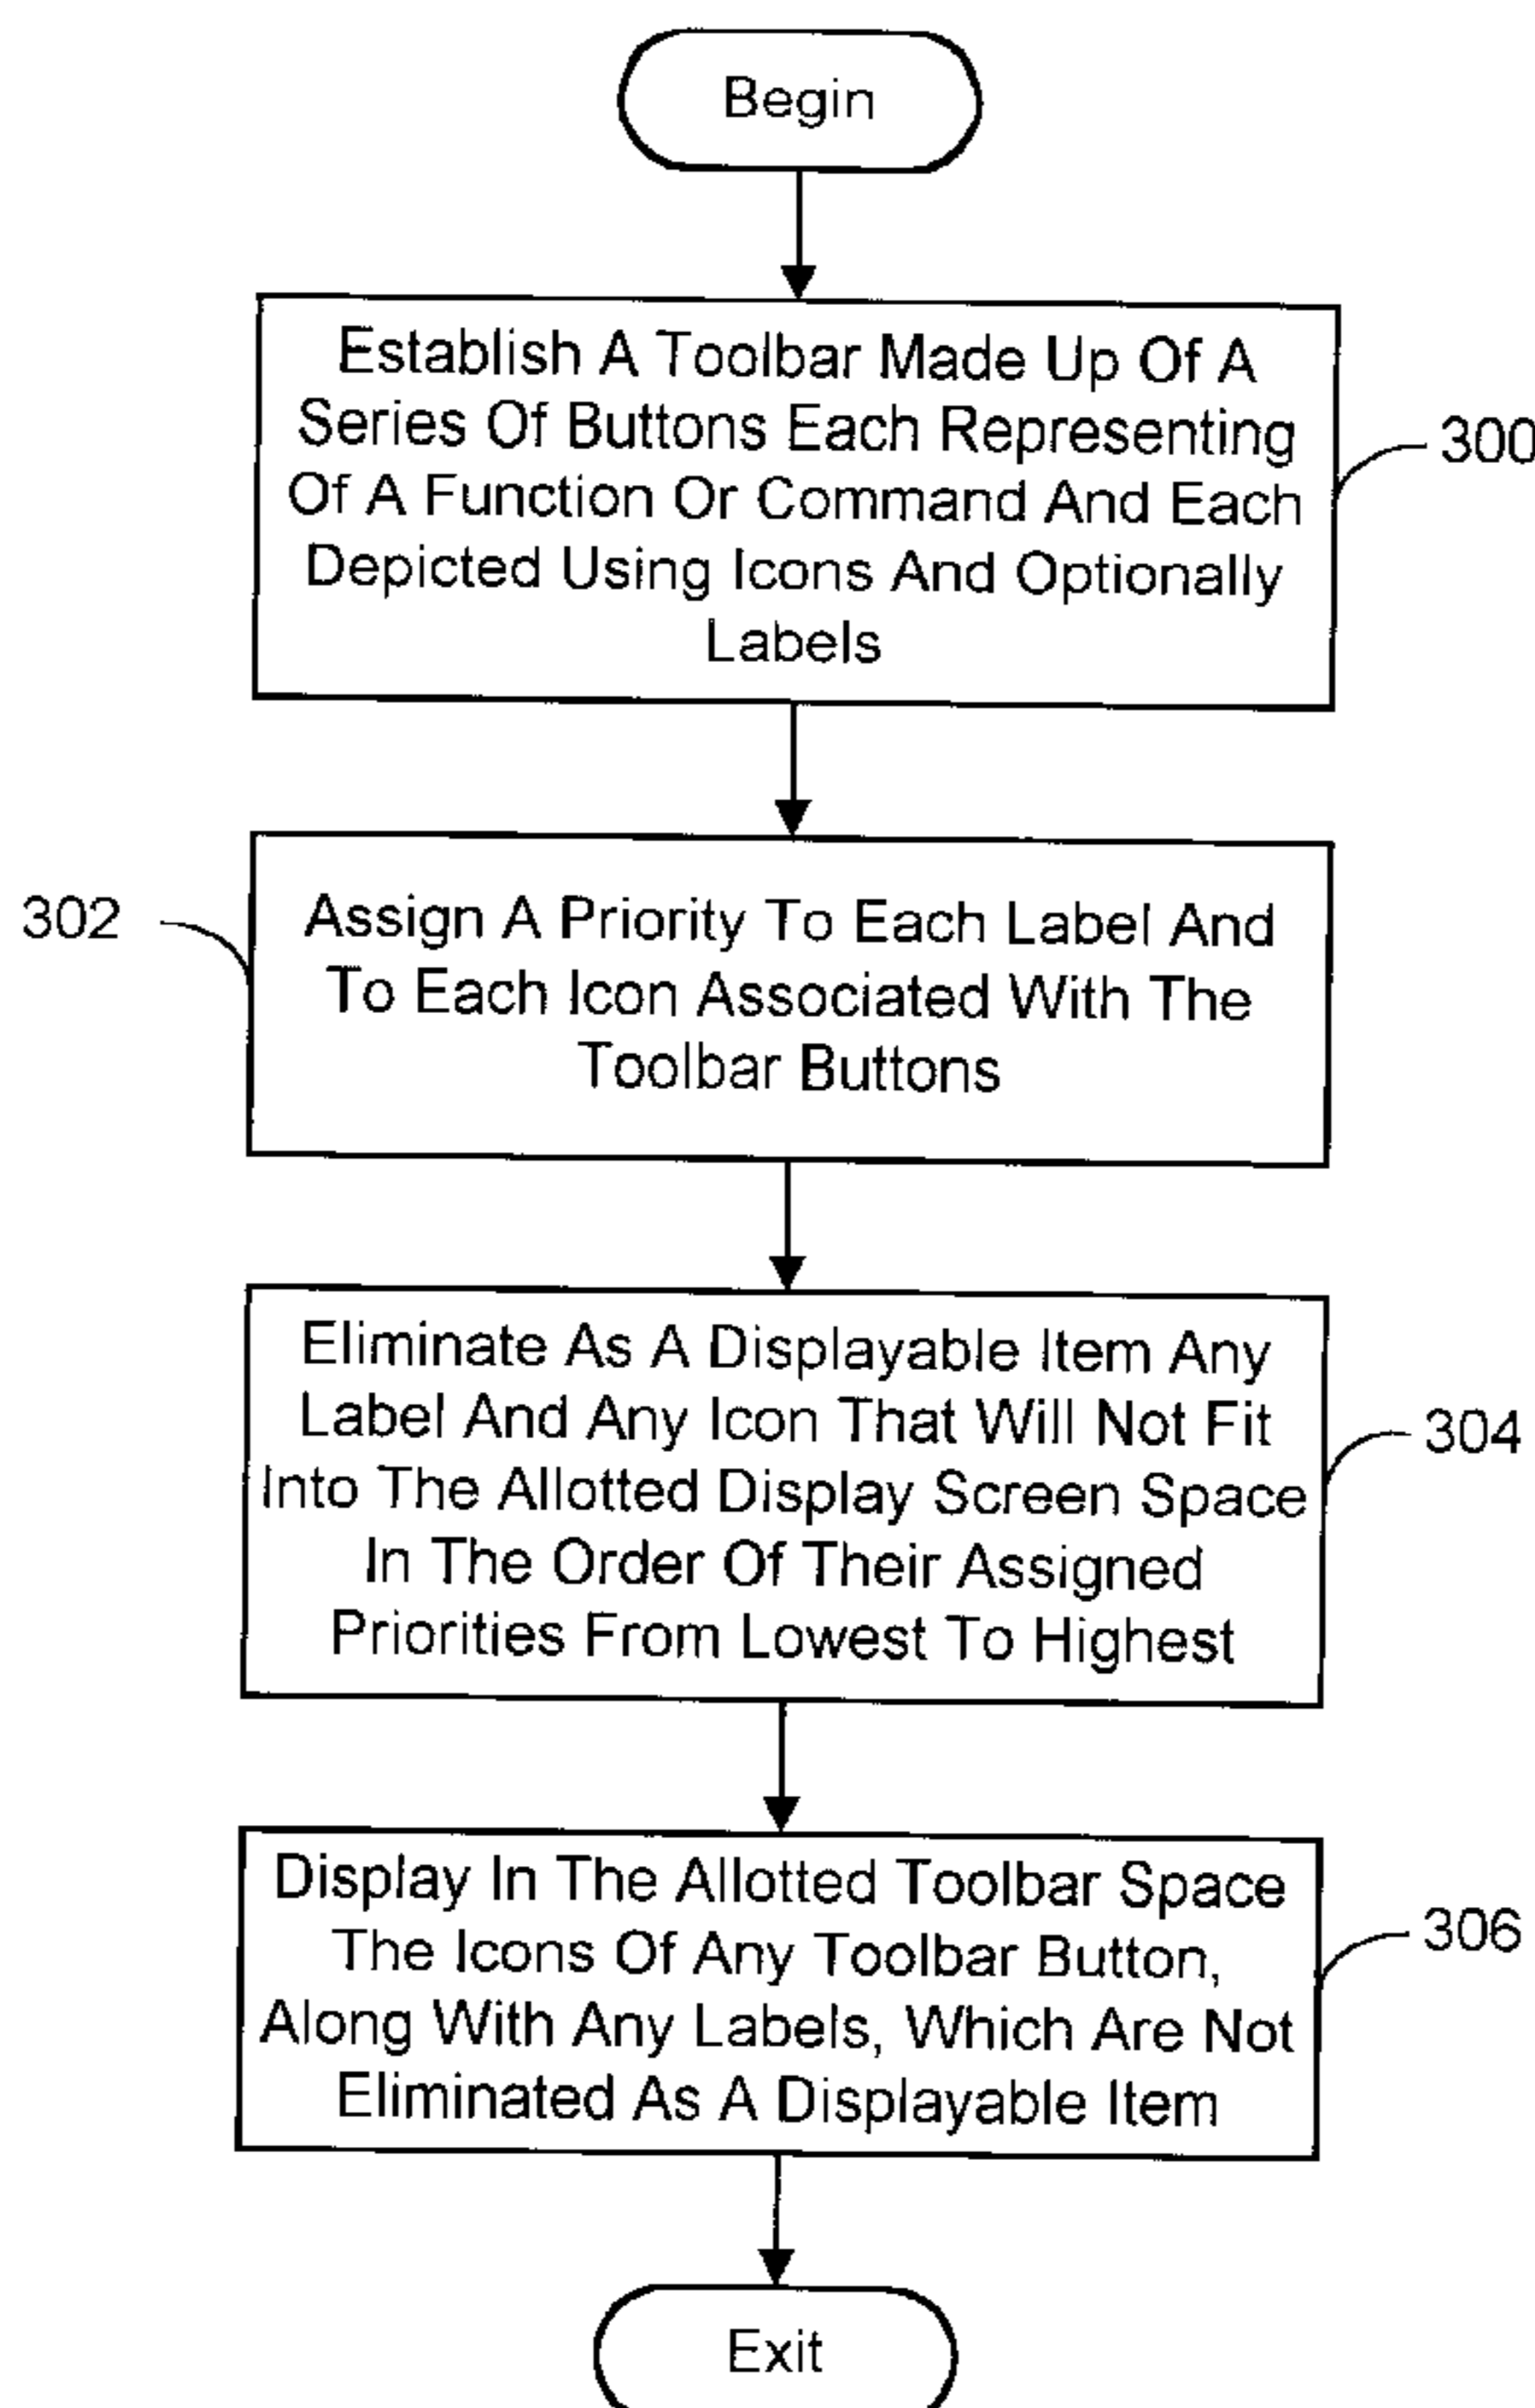 Begin
Establish A Toolbar Made Up Of A
Series Of Buttons Each Representing
Of A Function Or Command And Each
Depicted Using Icons And Optionally
Labels
300
302
Assign A Priority To Each Label And
To Each Icon Associated With The
Toolbar Buttons
Eliminate As A Displayable Item Any
Label And Any Icon That Will Not Fit
Into The Allotted Display Screen Space
In The Order Of Their Assigned
Priorities From Lowest To Highest
304
Display In The Allotted Toolbar Space
The Icons Of Any Toolbar Button,
Along With Any Labels, Which Are Not
Eliminated As A Displayable Item
306
Exit